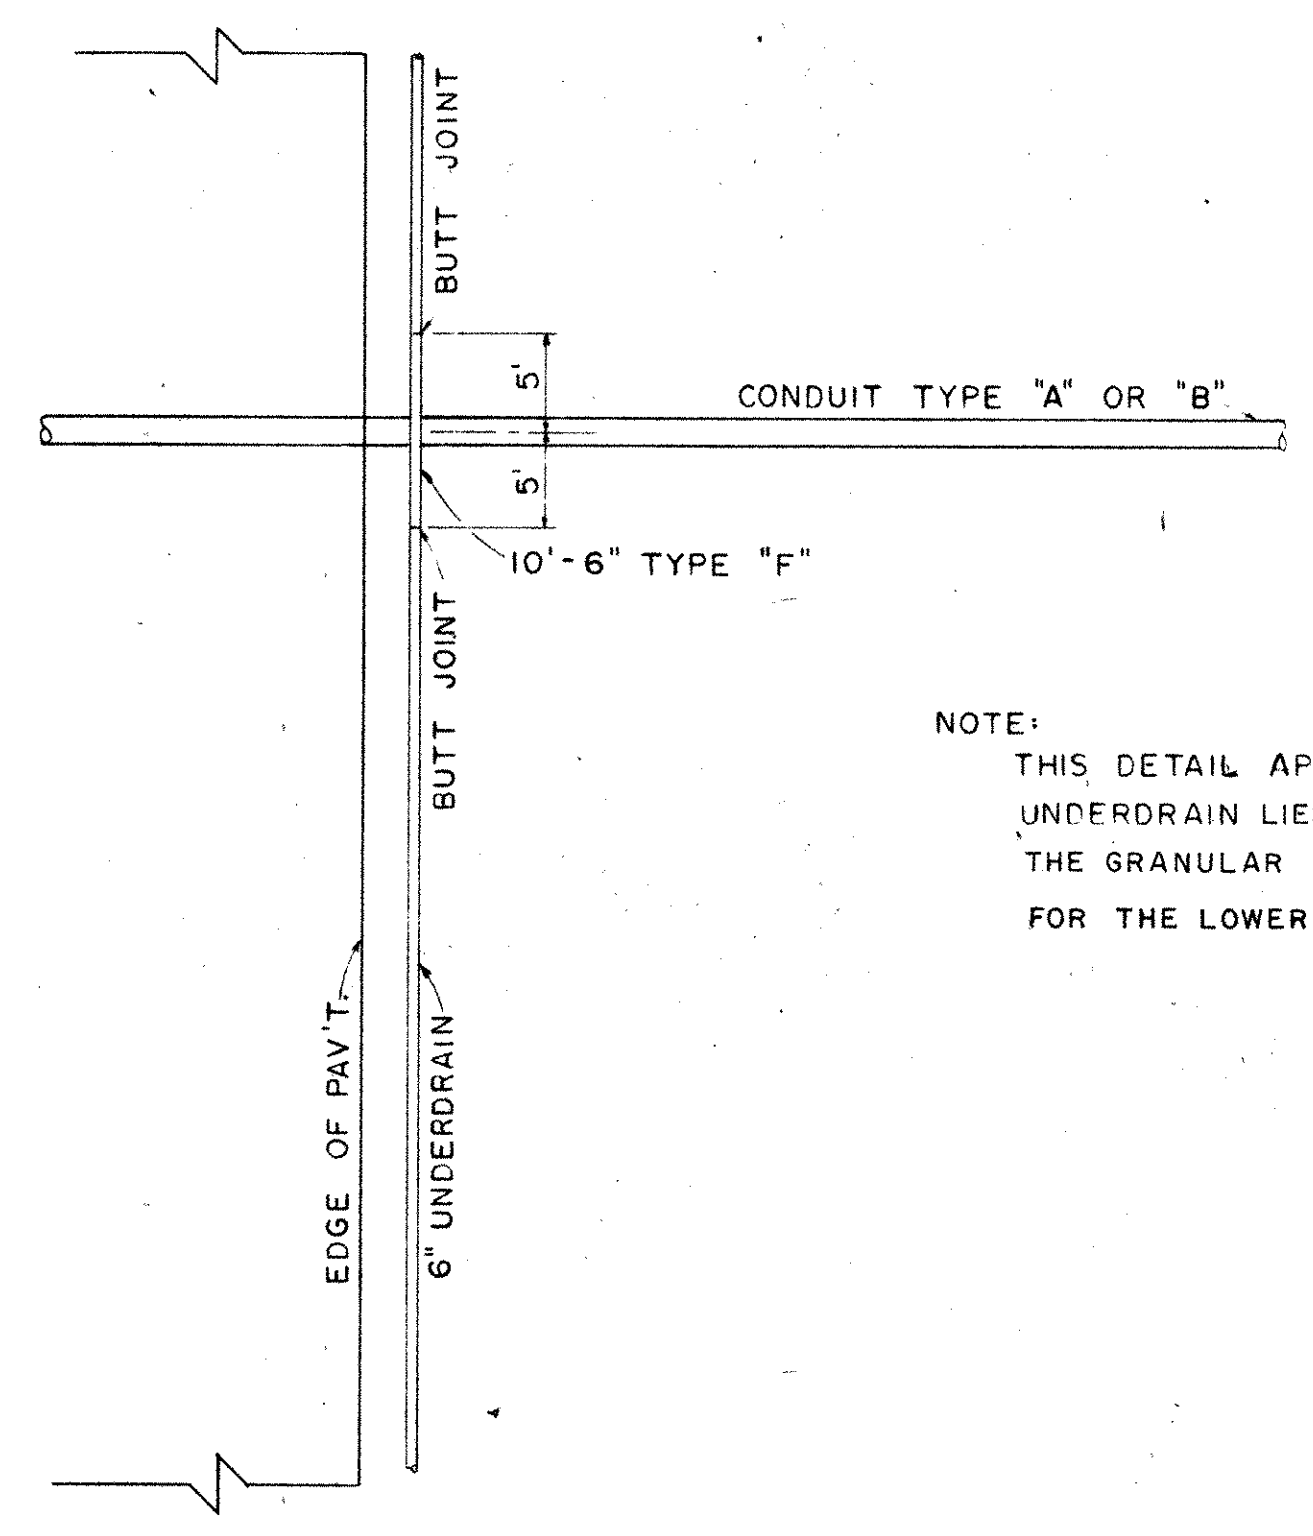 BUTT JOINT
5'
CONDUIT TYPE "A" OR "B"
5'
10'-6" TYPE "F"
BUTT JOINT
NOTE:
THIS DETAIL AP
UNDERDRAIN LIE
THE GRANULAR
FOR THE LOWER
EDGE OF PAV'T.
6" UNDERDRAIN